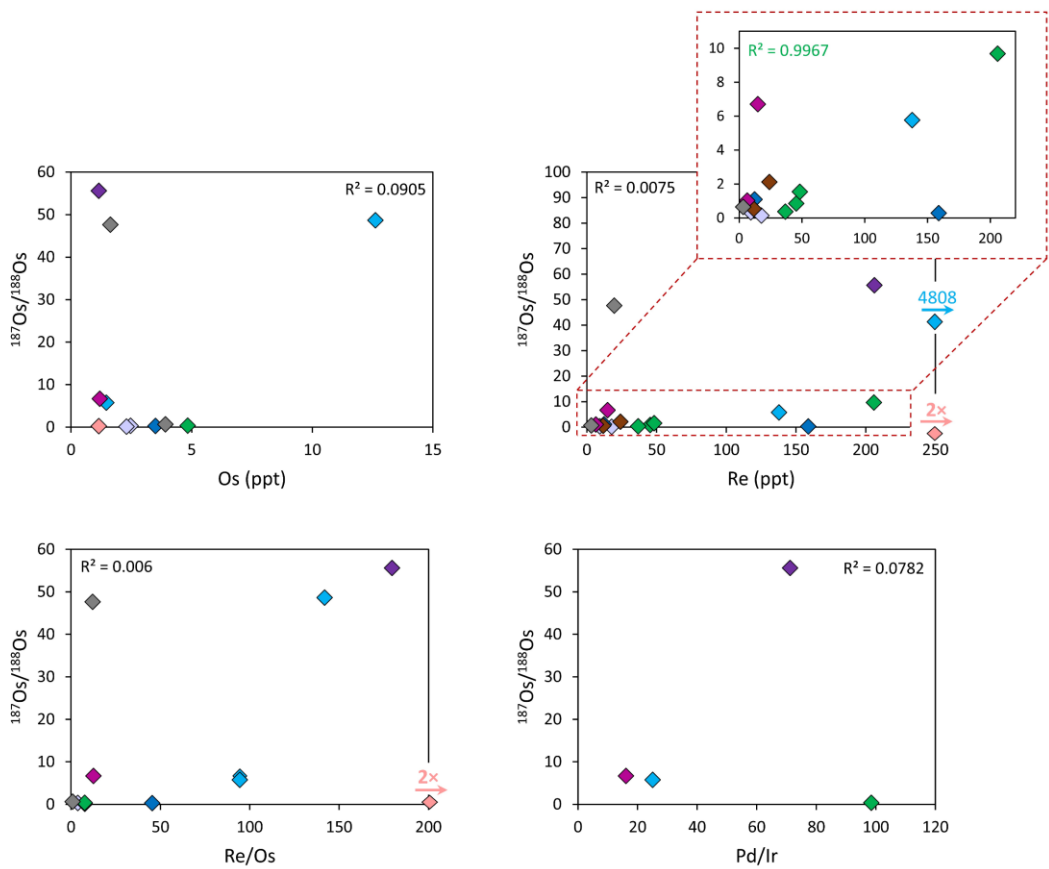 R² = 0.9967
10
8
6
4
2
0
0 50 100 150 200
60
50
40
30
20
10
0
R² = 0.0905
¹⁸⁷Os/¹⁸⁸Os
0 5 10 15
Os (ppt)
100
90
80
70
60
50
40
30
20
10
0
R² = 0.0075
¹⁸⁷Os/¹⁸⁸Os
4808
2×
0 50 100 150 200 250
Re (ppt)
60
50
40
30
20
10
0
R² = 0.006
¹⁸⁷Os/¹⁸⁸Os
2×
0 50 100 150 200
Re/Os
60
50
40
30
20
10
0
R² = 0.0782
¹⁸⁷Os/¹⁸⁸Os
0 20 40 60 80 100 120
Pd/Ir